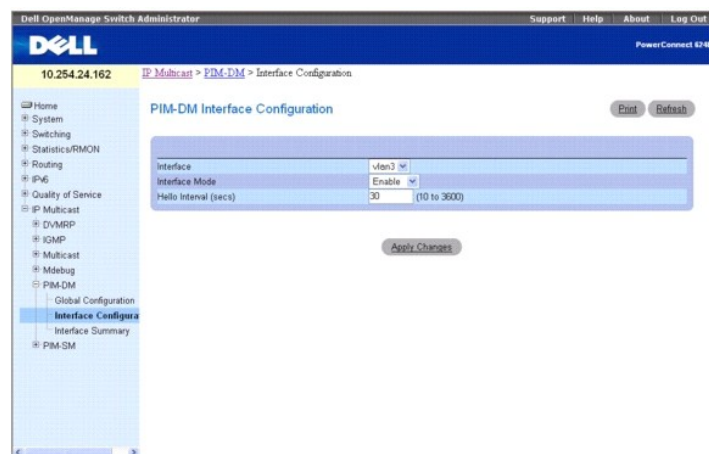 Dell OpenManage Switch Administrator
Support Help About Log Out
DELL
PowerConnect 624
10.254.24.162
IP Multicast > PIM-DM > Interface Configuration
Home
System
Switching
Statistics/RMON
Routing
IPv6
Quality of Service
IP Multicast
DVMRP
IGMP
Multicast
Mdebug
PIM-DM
Global Configuration
Interface Configura
Interface Summary
PIM-SM
PIM-DM Interface Configuration
Print Refresh
Interface vlan3
Interface Mode Enable
Hello Interval (secs) 30 (10 to 3600)
Apply Changes